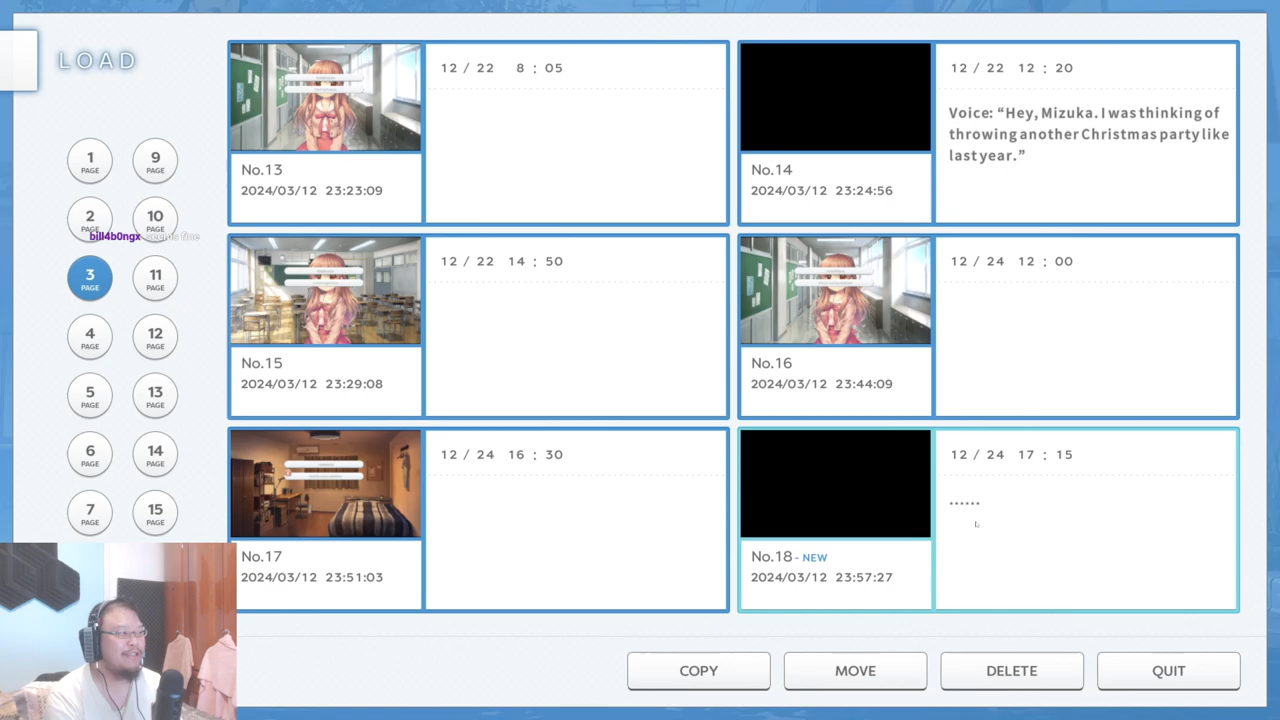 LOAD
1
PAGE
9
PAGE
2
PAGE
10
PAGE
bill4b0ngx seems fine
3
PAGE
11
PAGE
4
PAGE
12
PAGE
5
PAGE
13
PAGE
6
PAGE
14
PAGE
7
PAGE
15
PAGE
12 / 22 8 : 05
No.13
2024/03/12 23:23:09
12 / 22 12 : 20
Voice: “Hey, Mizuka. I was thinking of
throwing another Christmas party like
last year.”
No.14
2024/03/12 23:24:56
12 / 22 14 : 50
No.15
2024/03/12 23:29:08
12 / 24 12 : 00
No.16
2024/03/12 23:44:09
12 / 24 16 : 30
No.17
2024/03/12 23:51:03
12 / 24 17 : 15
......
No.18 - NEW
2024/03/12 23:57:27
COPY
MOVE
DELETE
QUIT